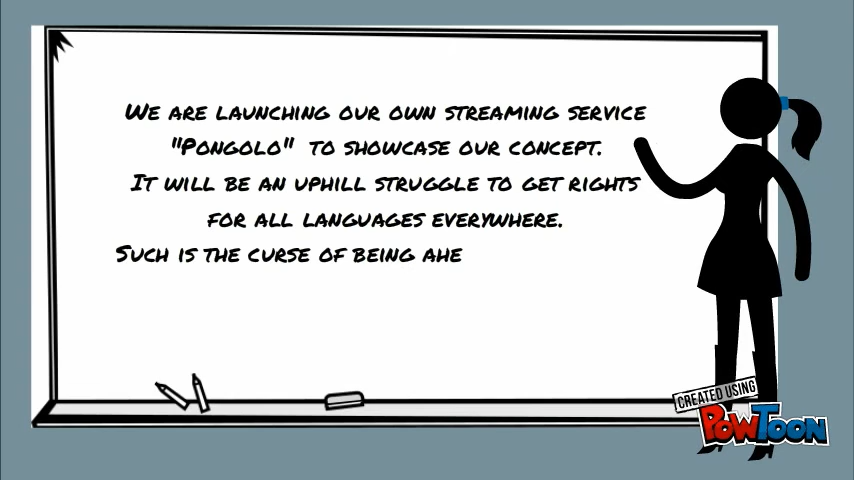 We are launching our own streaming service
"Pongolo" to showcase our concept.
It will be an uphill struggle to get rights
for all languages everywhere.
Such is the curse of being ahe
CREATED USING
POWTOON